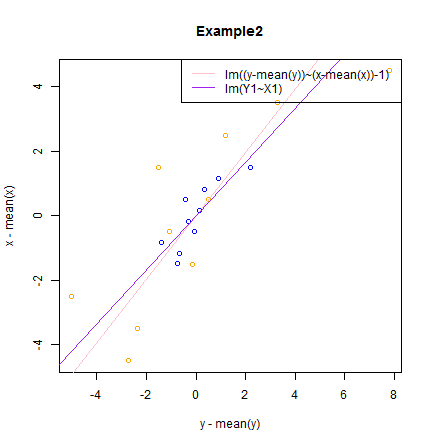 Example2
lm((y-mean(y))~(x-mean(x))-1)
lm(Y1~X1)
x - mean(x)
4
2
0
-2
-4
-4 -2 0 2 4 6 8
y - mean(y)